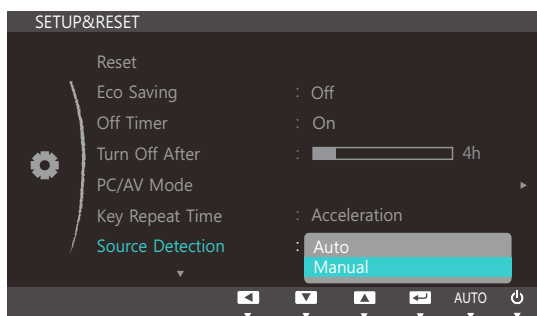 SETUP&RESET
Reset
Eco Saving : Off
Off Timer : On
Turn Off After : 4h
PC/AV Mode
Key Repeat Time : Acceleration
Source Detection : Auto
Manual
AUTO